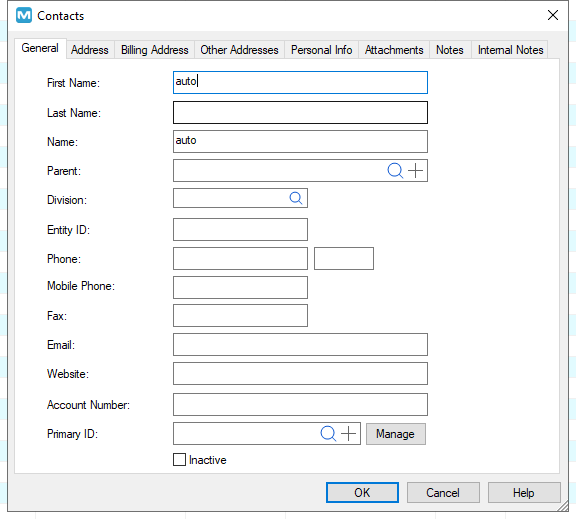 M Contacts
General Address Billing Address Other Addresses Personal Info Attachments Notes Internal Notes
First Name: auto
Last Name:
Name: auto
Parent:
Division:
Entity ID:
Phone:
Mobile Phone:
Fax:
Email:
Website:
Account Number:
Primary ID: Manage
Inactive
OK Cancel Help